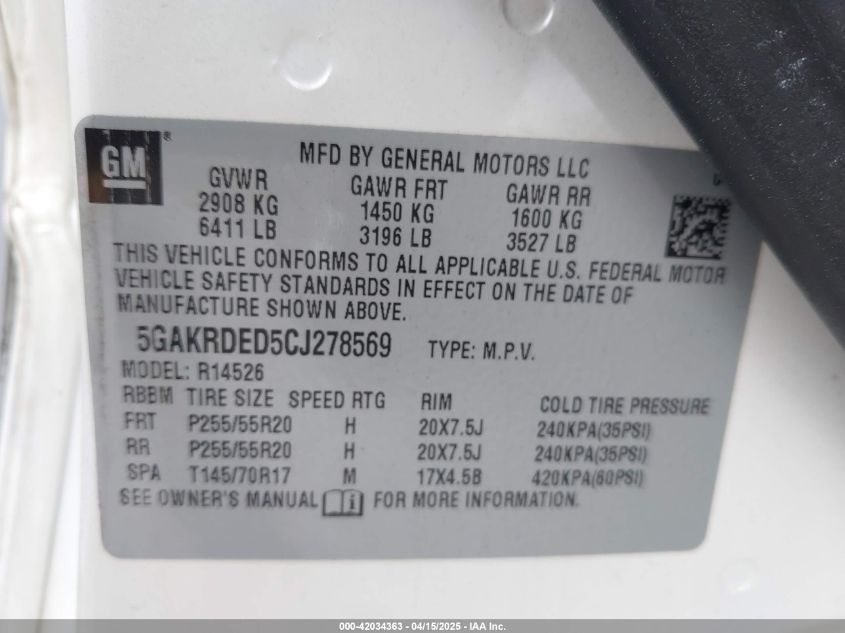 GM ®
MFD BY GENERAL MOTORS LLC
GVWR GAWR FRT GAWR RR
2908 KG 1450 KG 1600 KG
6411 LB 3196 LB 3527 LB
THIS VEHICLE CONFORMS TO ALL APPLICABLE U.S. FEDERAL MOTOR
VEHICLE SAFETY STANDARDS IN EFFECT ON THE DATE OF
MANUFACTURE SHOWN ABOVE.
5GAKRDED5CJ278569 TYPE: M.P.V.
MODEL: R14526
RBBM TIRE SIZE SPEED RTG RIM COLD TIRE PRESSURE
FRT P255/55R20 H 20X7.5J 240KPA(35PSI)
RR P255/55R20 H 20X7.5J 240KPA(35PSI)
SPA T145/70R17 M 17X4.5B 420KPA(60PSI)
SEE OWNER'S MANUAL i FOR MORE INFORMATION.
000-42034363 - 04/15/2025 - IAA Inc.